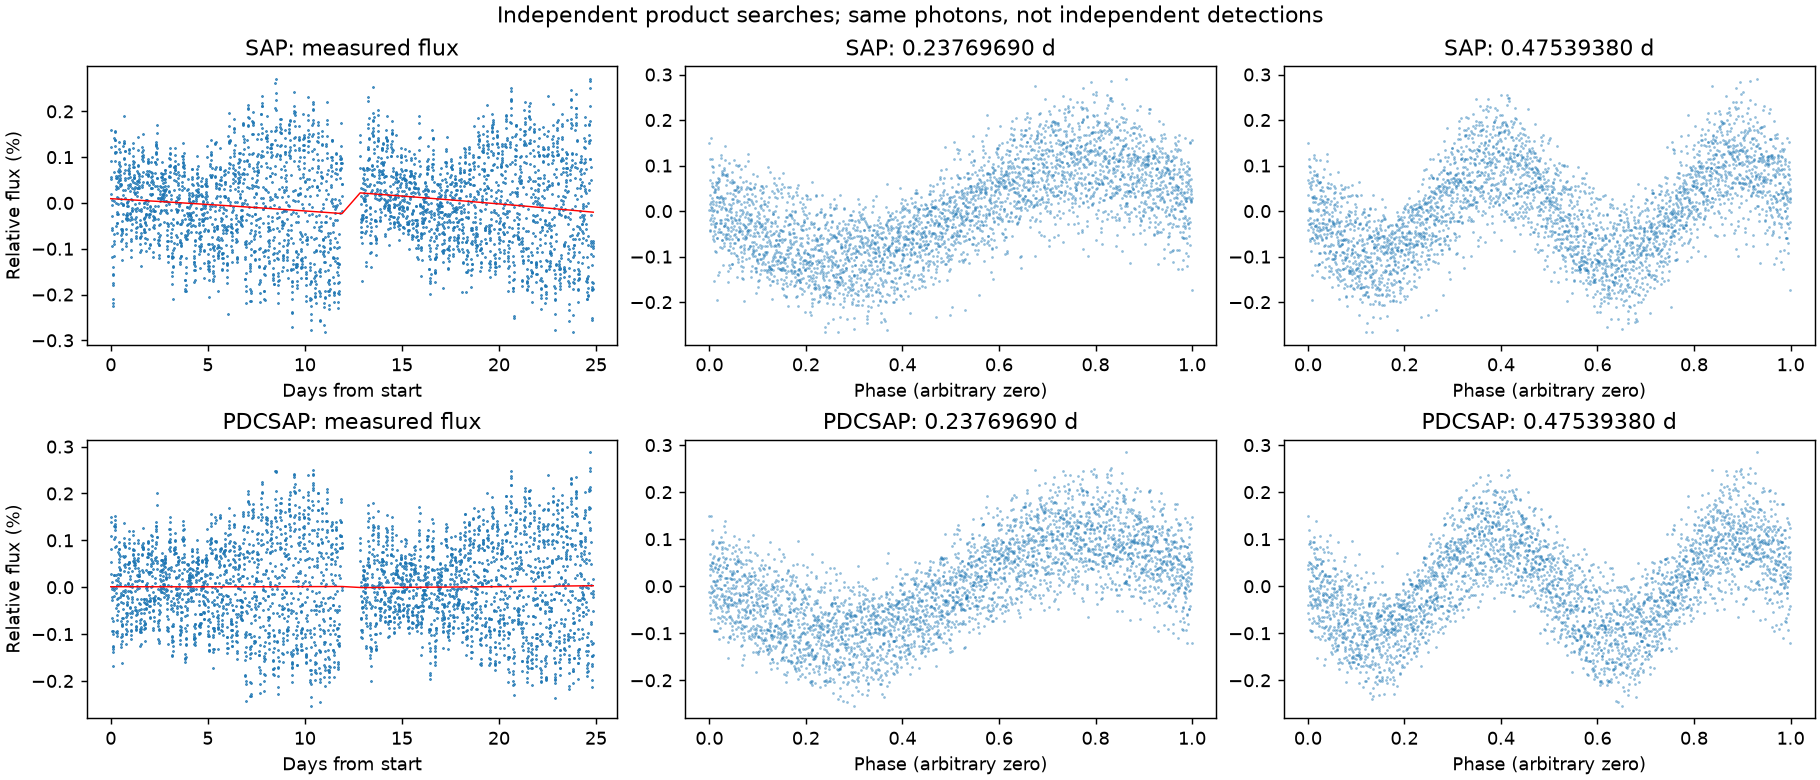 Independent product searches; same photons, not independent detections
SAP: measured flux
SAP: 0.23769690 d
SAP: 0.47539380 d
Relative flux (%)
0.2
0.1
0.0
−0.1
−0.2
−0.3
0 5 10 15 20 25
Days from start
0.3
0.2
0.1
0.0
−0.1
−0.2
0.0 0.2 0.4 0.6 0.8 1.0
Phase (arbitrary zero)
0.3
0.2
0.1
0.0
−0.1
−0.2
0.0 0.2 0.4 0.6 0.8 1.0
Phase (arbitrary zero)
PDCSAP: measured flux
PDCSAP: 0.23769690 d
PDCSAP: 0.47539380 d
Relative flux (%)
0.3
0.2
0.1
0.0
−0.1
−0.2
0 5 10 15 20 25
Days from start
0.3
0.2
0.1
0.0
−0.1
−0.2
0.0 0.2 0.4 0.6 0.8 1.0
Phase (arbitrary zero)
0.3
0.2
0.1
0.0
−0.1
−0.2
0.0 0.2 0.4 0.6 0.8 1.0
Phase (arbitrary zero)